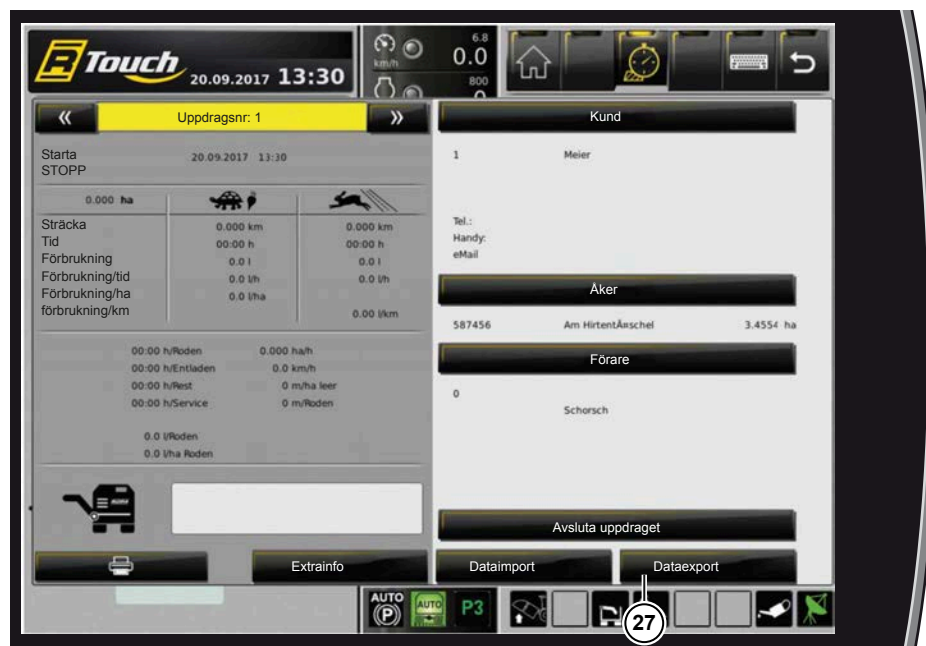 R Touch 20.09.2017 13:30
km/h 6.8
0.0
800
« Uppdragsnr: 1 »
Starta 20.09.2017 13:30
STOPP
0.000 ha
Sträcka 0.000 km 0.000 km
Tid 00:00 h 00:00 h
Förbrukning 0.0 l 0.0 l
Förbrukning/tid 0.0 l/h 0.0 l/h
Förbrukning/ha 0.0 l/ha
förbrukning/km 0.00 l/km
00:00 h/Roden 0.000 ha/h
00:00 h/Entladen 0.0 km/h
00:00 h/Rest 0 m/ha leer
00:00 h/Service 0 m/Roden
0.0 l/Roden
0.0 l/ha Roden
Extrainfo
Kund
1 Meier
Tel.:
Handy:
eMail
Åker
587456 Am HirtentÄnschel 3.4554 ha
Förare
0
Schorsch
Avsluta uppdraget
Dataimport Dataexport
AUTO (P) AUTO P3
27